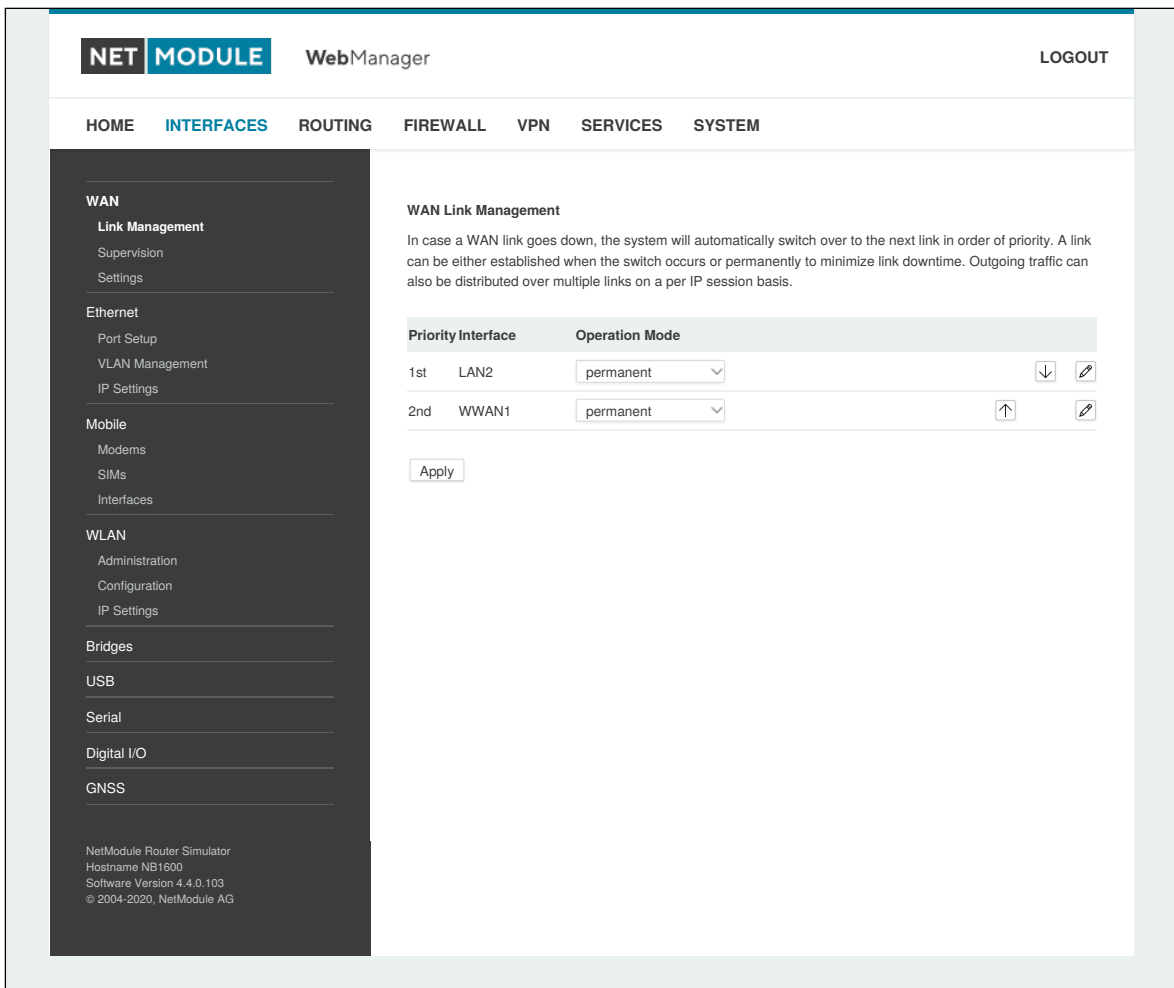 NET MODULE WebManager LOGOUT
HOME INTERFACES ROUTING FIREWALL VPN SERVICES SYSTEM
WAN
Link Management
Supervision
Settings
Ethernet
Port Setup
VLAN Management
IP Settings
Mobile
Modems
SIMs
Interfaces
WLAN
Administration
Configuration
IP Settings
Bridges
USB
Serial
Digital I/O
GNSS
NetModule Router Simulator
Hostname NB1600
Software Version 4.4.0.103
© 2004-2020, NetModule AG
WAN Link Management
In case a WAN link goes down, the system will automatically switch over to the next link in order of priority. A link
can be either established when the switch occurs or permanently to minimize link downtime. Outgoing traffic can
also be distributed over multiple links on a per IP session basis.
Priority Interface Operation Mode
1st LAN2 permanent
2nd WWAN1 permanent
Apply